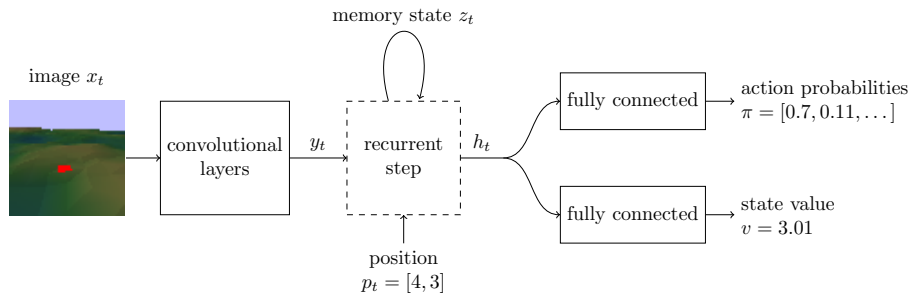 memory state z_t
image x_t
convolutional
layers
y_t
recurrent
step
h_t
fully connected
action probabilities
π = [0.7, 0.11, . . . ]
fully connected
state value
v = 3.01
position
p_t = [4, 3]